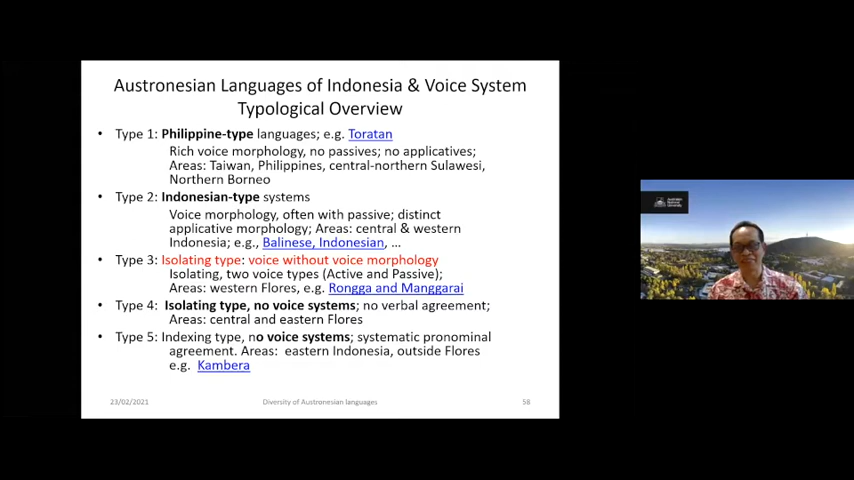 Austronesian Languages of Indonesia & Voice System
Typological Overview
• Type 1: Philippine-type languages; e.g. Toratan
Rich voice morphology, no passives; no applicatives;
Areas: Taiwan, Philippines, central-northern Sulawesi,
Northern Borneo
• Type 2: Indonesian-type systems
Voice morphology, often with passive; distinct
applicative morphology; Areas: central & western
Indonesia; e.g., Balinese, Indonesian, ...
• Type 3: Isolating type: voice without voice morphology
Isolating, two voice types (Active and Passive);
Areas: western Flores, e.g. Rongga and Manggarai
• Type 4: Isolating type, no voice systems; no verbal agreement;
Areas: central and eastern Flores
• Type 5: Indexing type, no voice systems; systematic pronominal
agreement. Areas: eastern Indonesia, outside Flores
e.g. Kambera
23/02/2021
Diversity of Austronesian languages
58
Australian
National
University